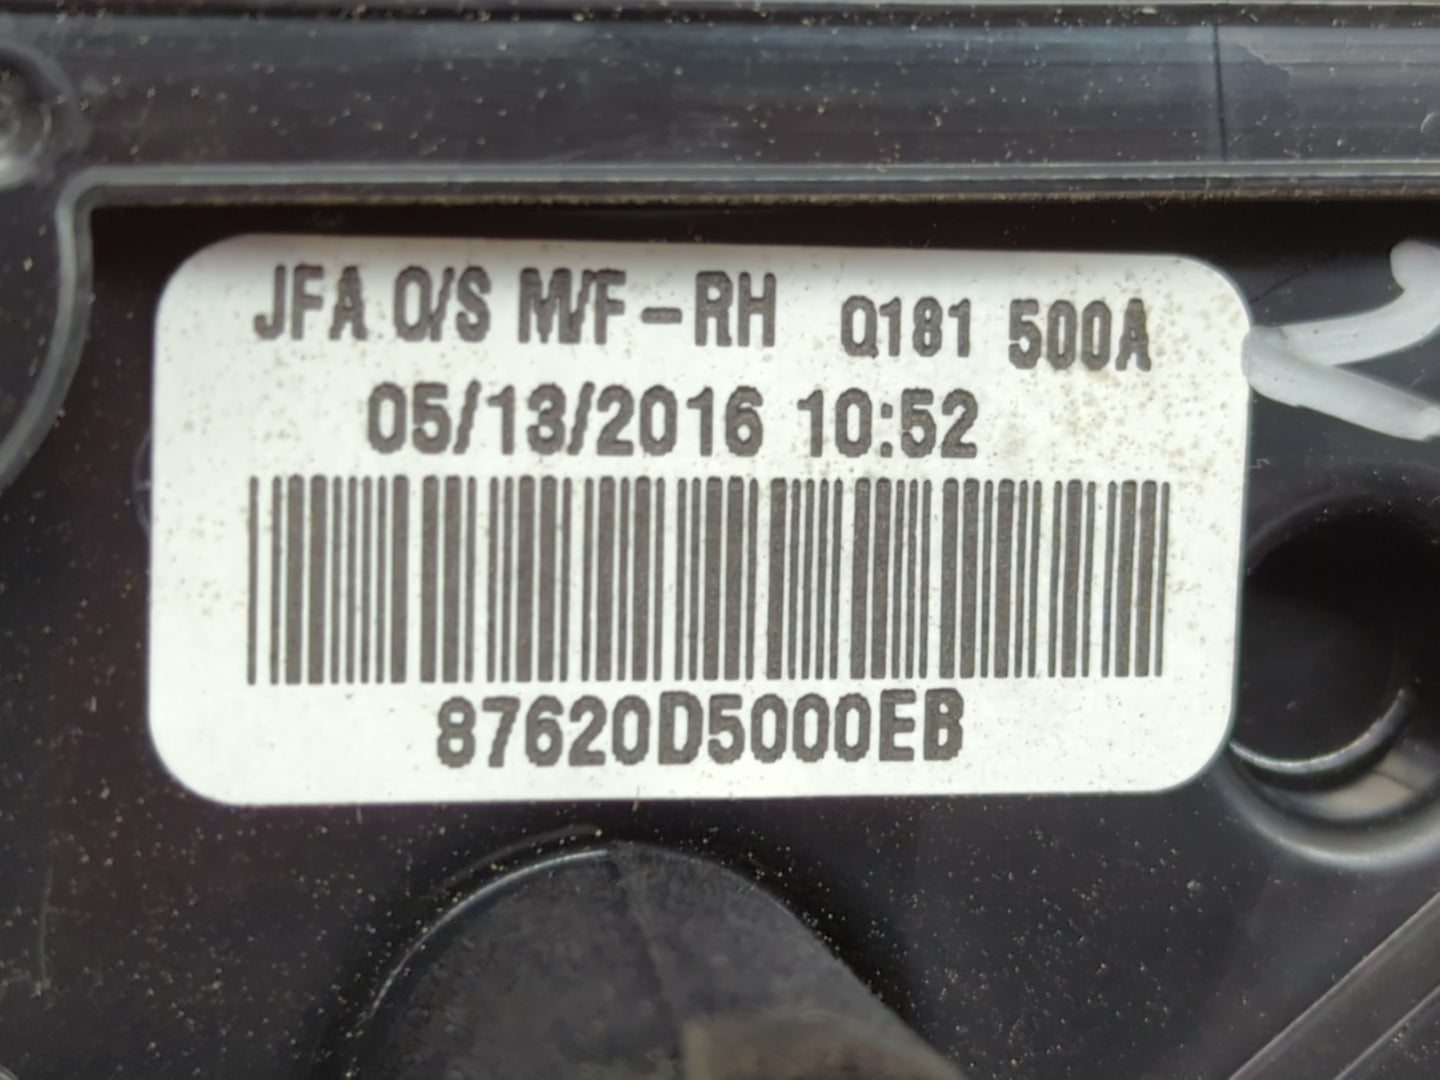 JFA O/S M/F-RH Q181 500A
05/13/2016 10:52
87620D5000EB